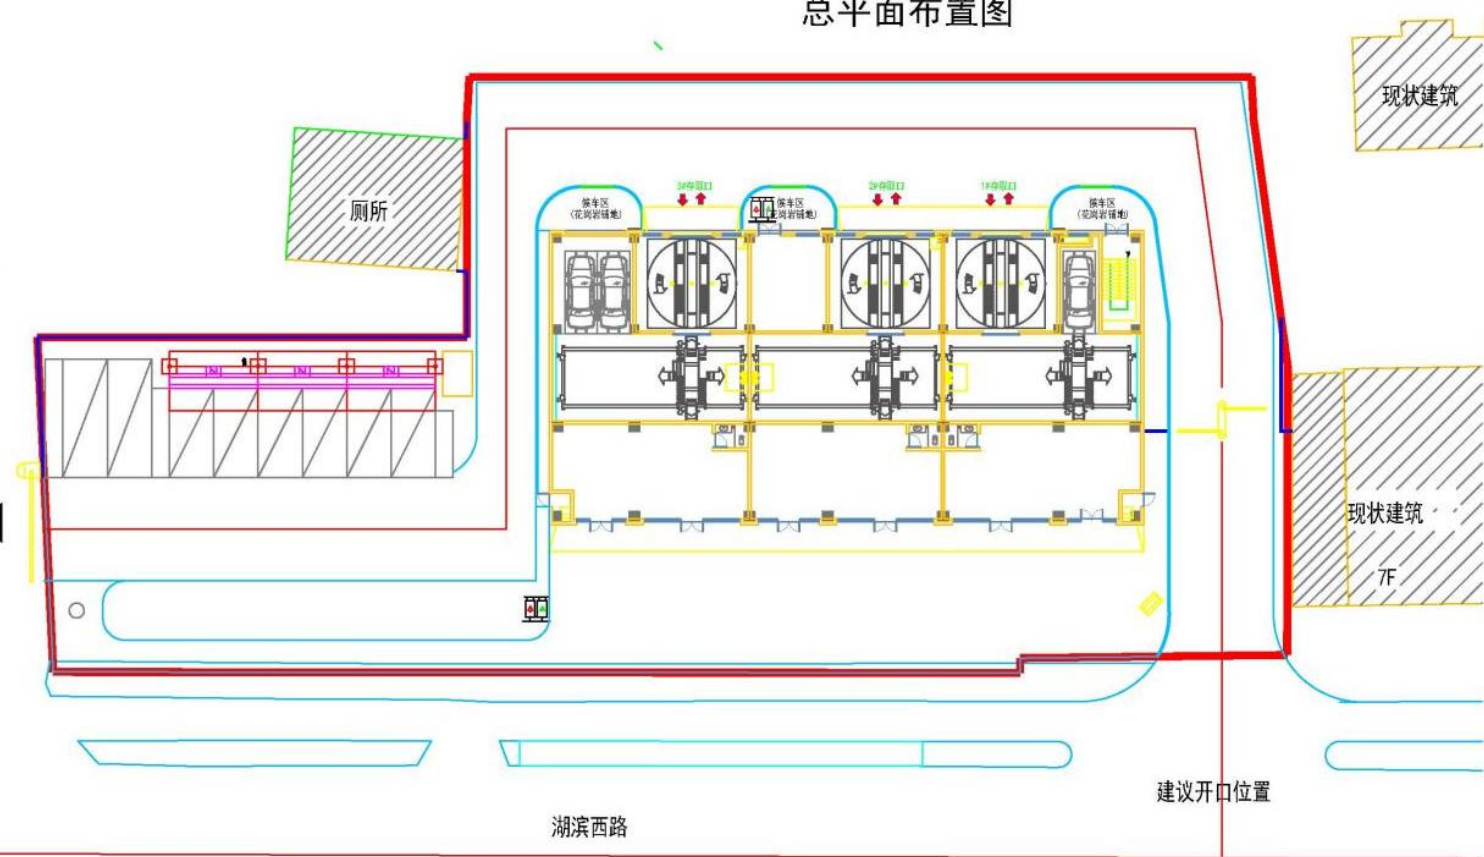 总平面布置图
现状建筑
厕所
3#存取口
2#存取口
1#存取口
候车区
(花岗岩铺地)
候车区
(花岗岩铺地)
候车区
(花岗岩铺地)
现状建筑
7F
建议开口位置
湖滨西路